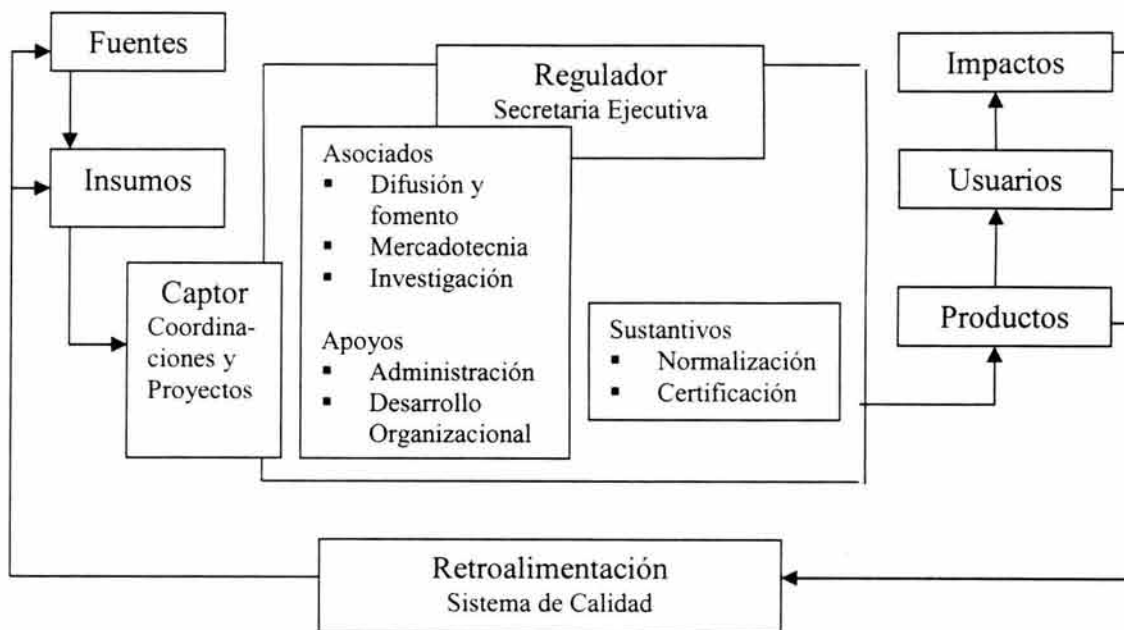 Fuentes
Insumos
Captor
Coordina-
ciones y
Proyectos
Regulador
Secretaria Ejecutiva
Asociados
▪ Difusión y
fomento
▪ Mercadotecnia
▪ Investigación
Apoyos
▪ Administración
▪ Desarrollo
Organizacional
Sustantivos
▪ Normalización
▪ Certificación
Impactos
Usuarios
Productos
Retroalimentación
Sistema de Calidad